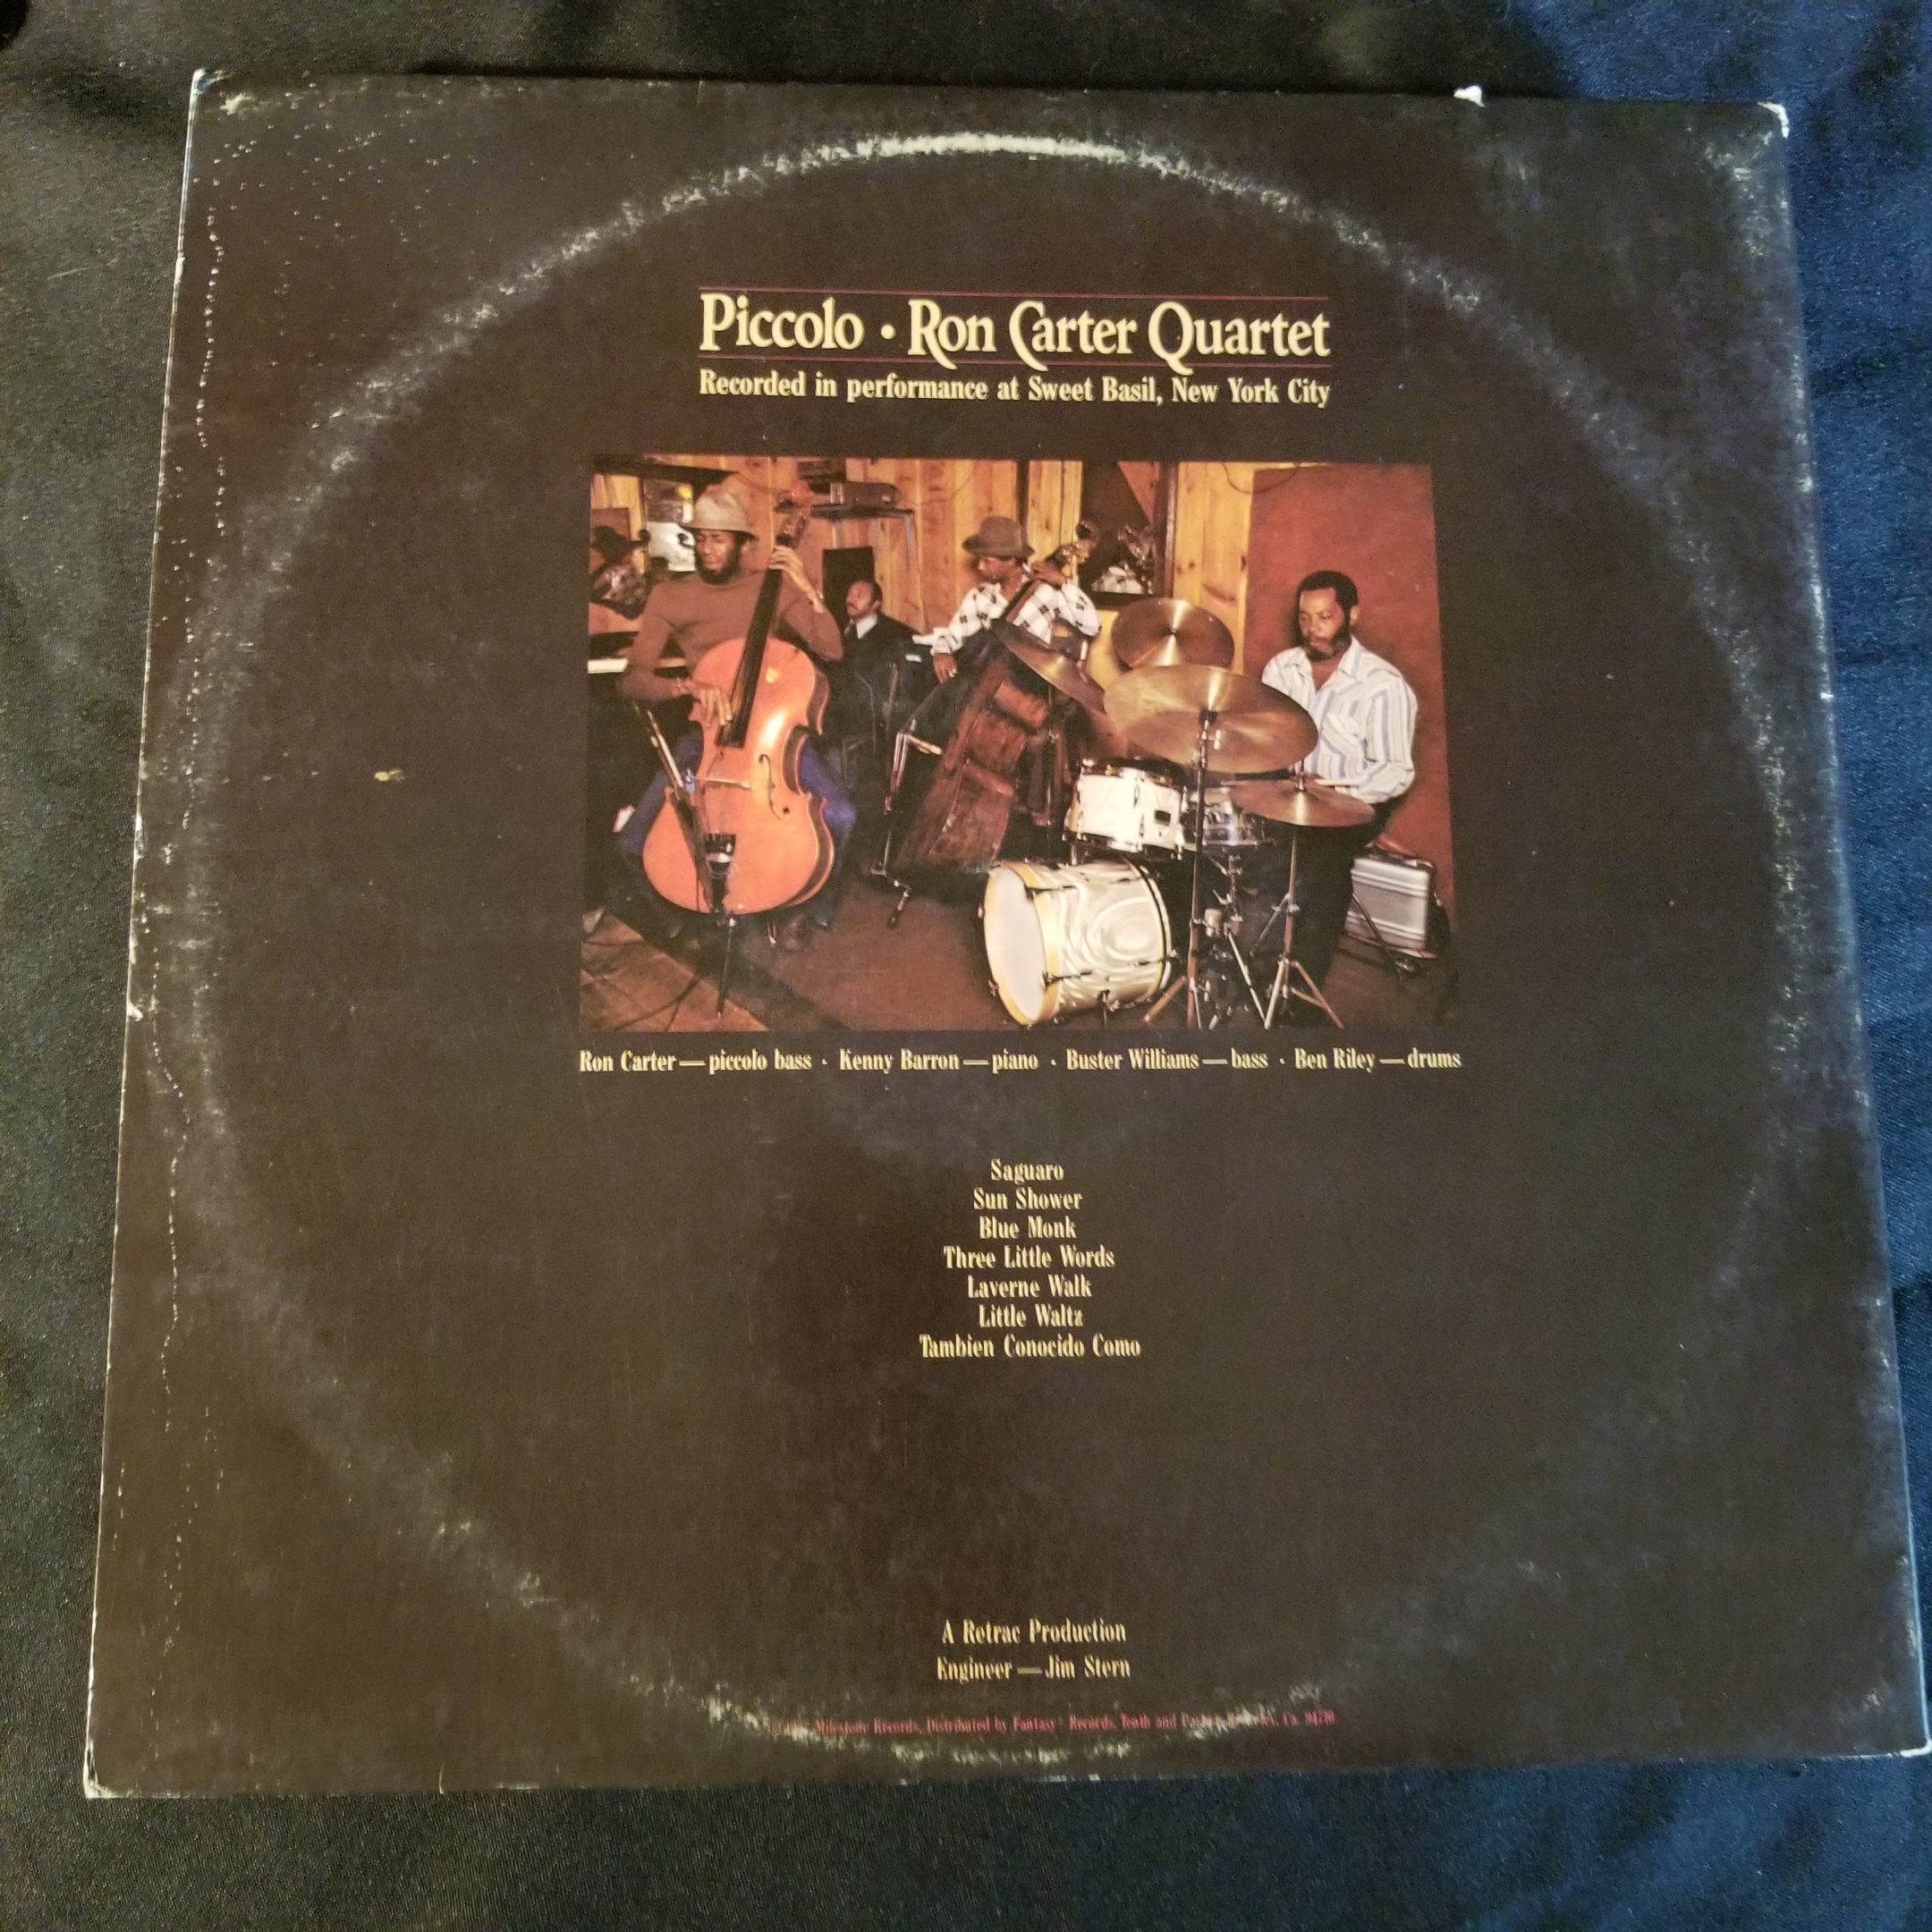 Piccolo • Ron Carter Quartet
Recorded in performance at Sweet Basil, New York City
Ron Carter — piccolo bass · Kenny Barron — piano · Buster Williams — bass · Ben Riley — drums
Saguaro
Sun Shower
Blue Monk
Three Little Words
Laverne Walk
Little Waltz
Tambien Conocido Como
A Retrac Production
Engineer — Jim Stern
Milestone Records, Distributed by Fantasy Records, Tenth and Ca. 94710